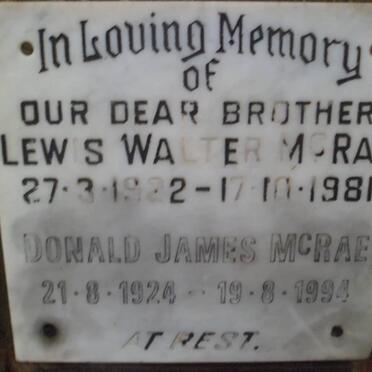 In Loving Memory
OF
OUR DEAR BROTHER
LEWIS WALTER McRA
27·3·1922–17·10·1981
DONALD JAMES McRAE
21·8·1924 – 19·8·1994
AT REST.